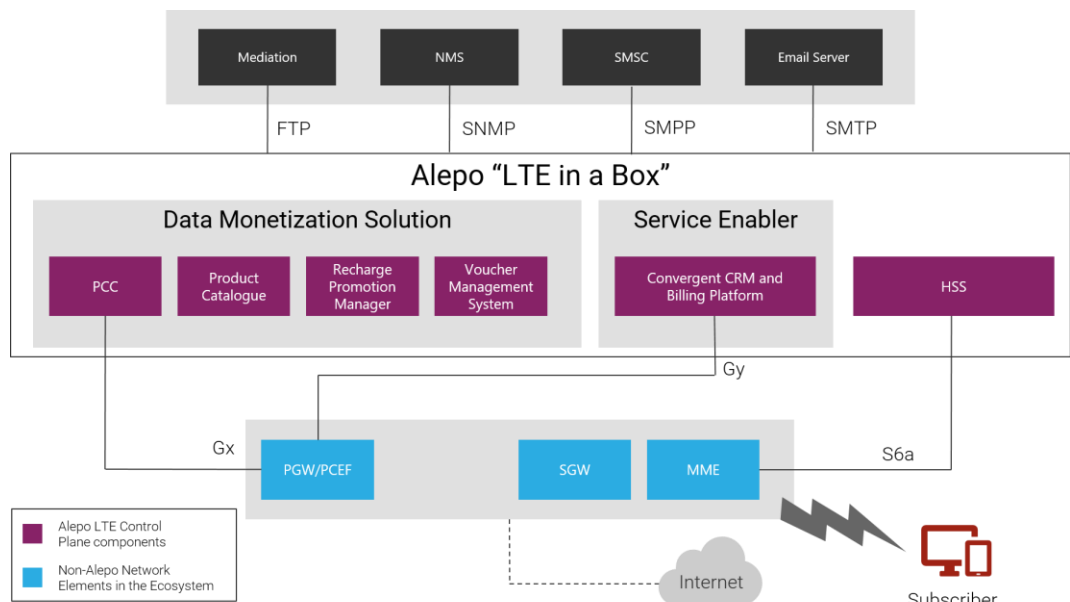 Mediation
NMS
SMSC
Email Server
FTP
SNMP
SMPP
SMTP
Alepo “LTE in a Box”
Data Monetization Solution
Service Enabler
PCC
Product
Catalogue
Recharge
Promotion
Manager
Voucher
Management
System
Convergent CRM and
Billing Platform
HSS
Gy
Gx
PGW/PCEF
SGW
MME
S6a
Alepo LTE Control
Plane components
Non-Alepo Network
Elements in the Ecosystem
Internet
Subscriber